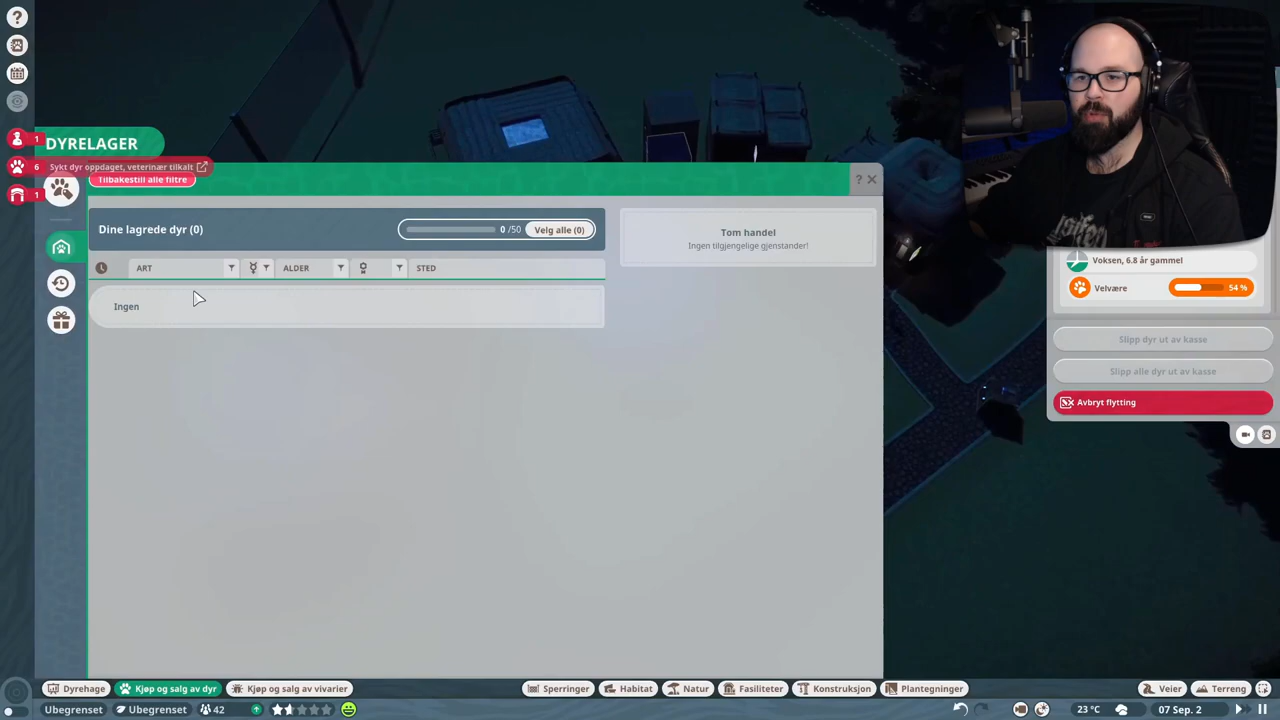 DYRELAGER
1
6 Sykt dyr oppdaget, veterinær tilkalt
1
Tilbakestill alle filtre
?
Dine lagrede dyr (0)
0 /50
Velg alle (0)
ART
ALDER
STED
Ingen
Tom handel
Ingen tilgjengelige gjenstander!
Voksen, 6.8 år gammel
Velvære
54 %
Slipp dyr ut av kasse
Slipp alle dyr ut av kasse
Avbryt flytting
Dyrehage
Kjøp og salg av dyr
Kjøp og salg av vivarier
Sperringer
Habitat
Natur
Fasiliteter
Konstruksjon
Plantegninger
Veier
Terreng
Ubegrenset
Ubegrenset
42
23 °C
07 Sep. 2